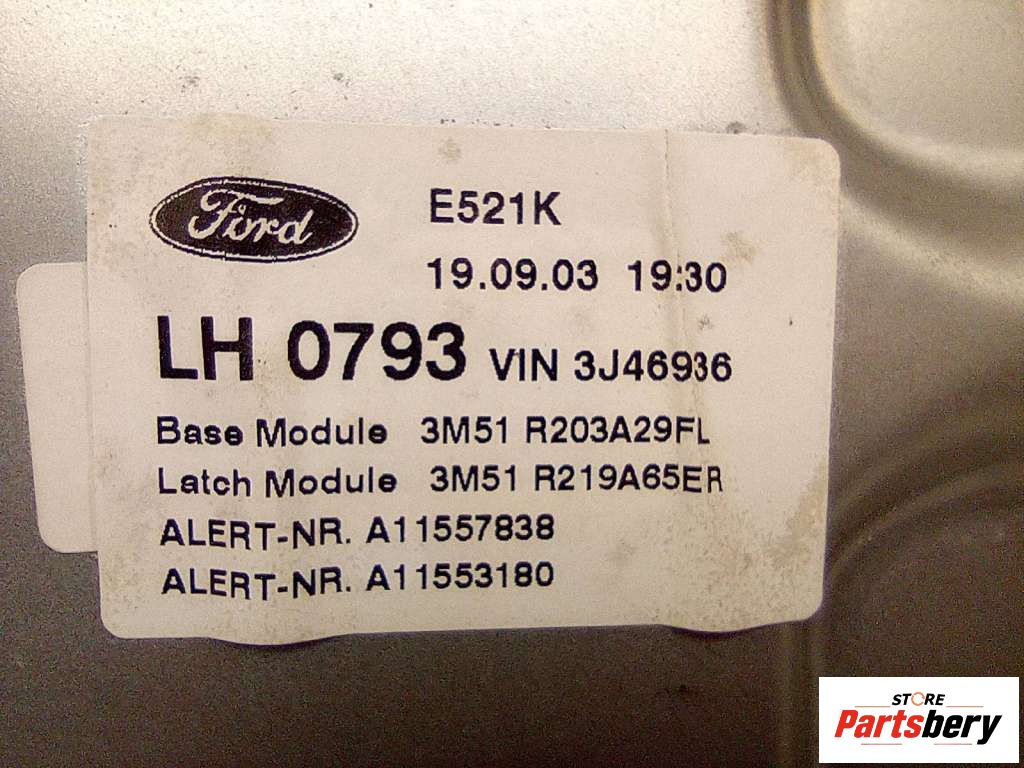 Ford
E521K
19.09.03 19:30
LH 0793 VIN 3J46936
Base Module 3M51 R203A29FL
Latch Module 3M51 R219A65ER
ALERT-NR. A11557838
ALERT-NR. A11553180
STORE
Partsbery